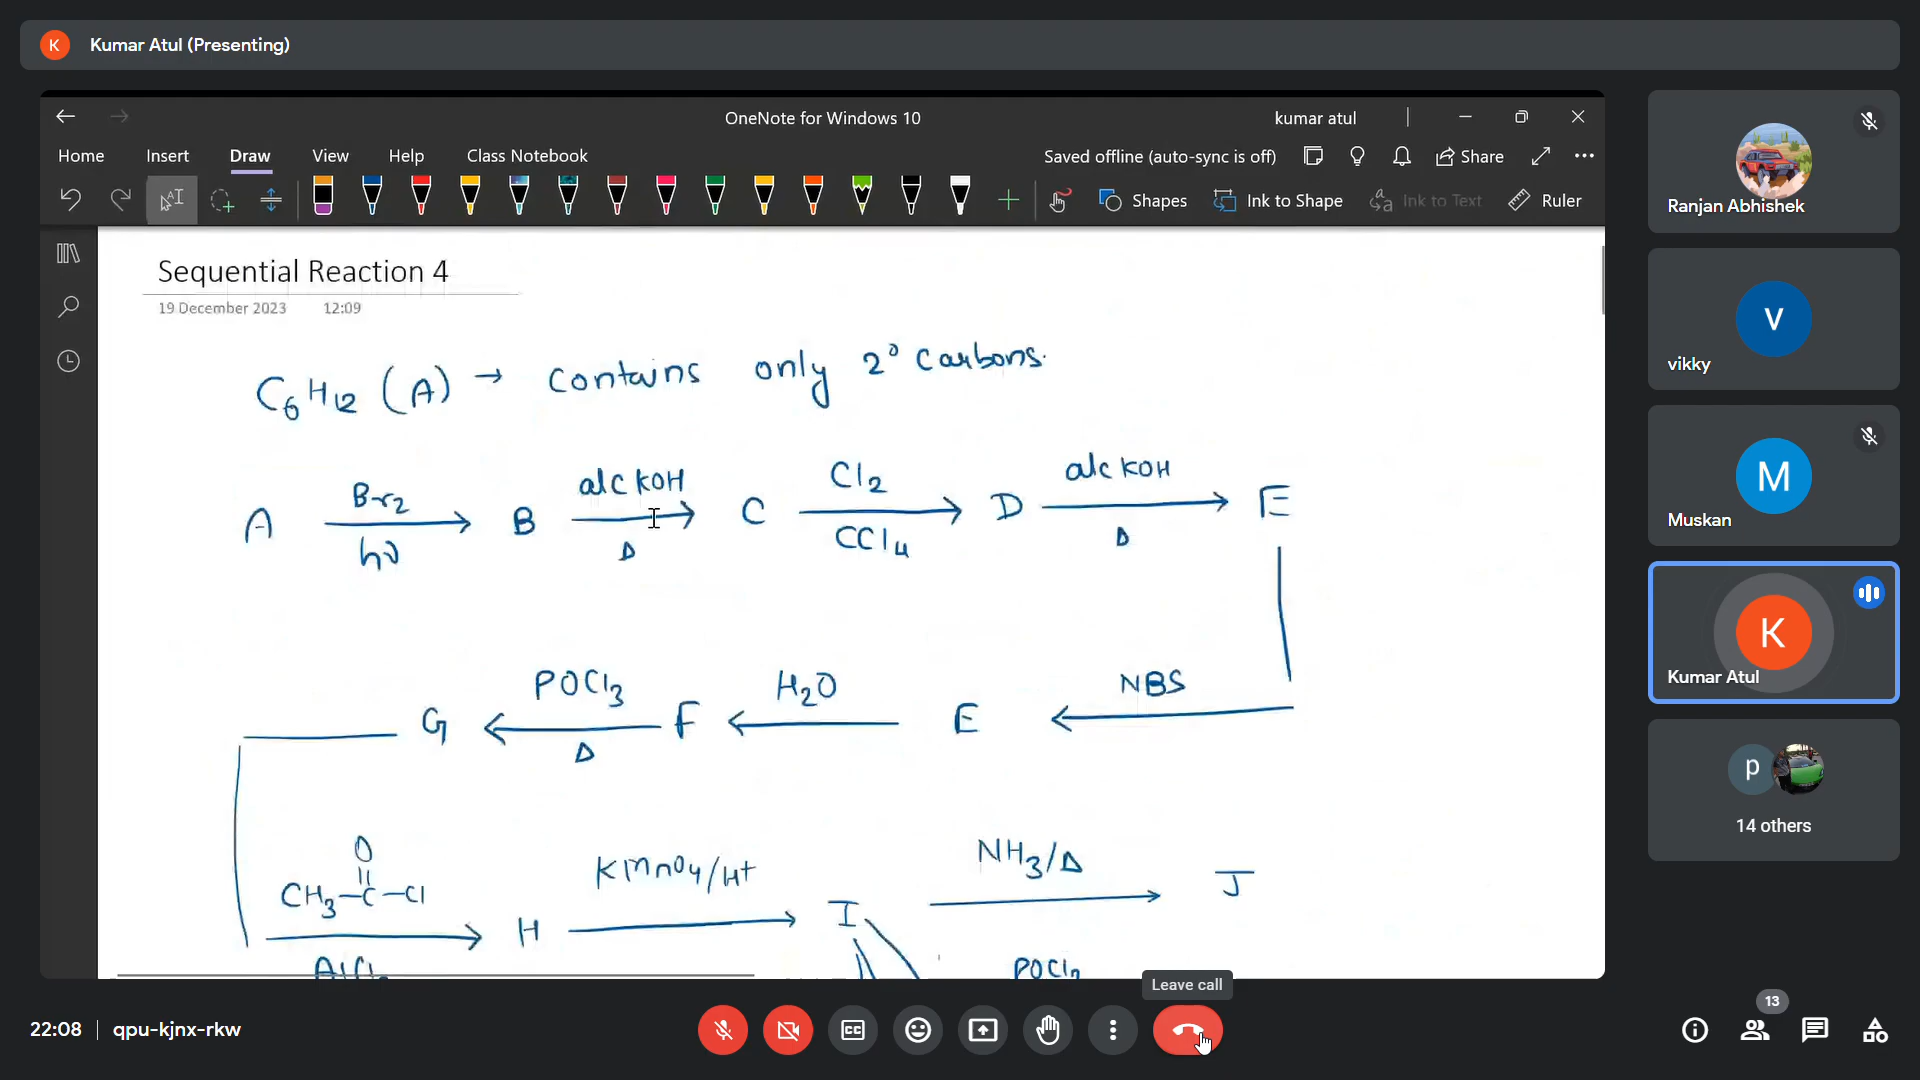 K Kumar Atul (Presenting)
OneNote for Windows 10
kumar atul
Home Insert Draw View Help Class Notebook
Saved offline (auto-sync is off) Share
Shapes Ink to Shape Ink to Text Ruler
Sequential Reaction 4
19 December 2023 12:09
C6H12 (A) → contains only 2° carbons.
A Br2 hν B alc KOH Δ C Cl2 CCl4 D alc KOH Δ E
G POCl3 Δ F H2O E NBS
CH3-C-Cl O AlCl3 H KMnO4/H+ I NH3/Δ J
POCl3
Ranjan Abhishek
V
vikky
M
Muskan
K
Kumar Atul
P
14 others
Leave call
13
22:08 qpu-kjnx-rkw